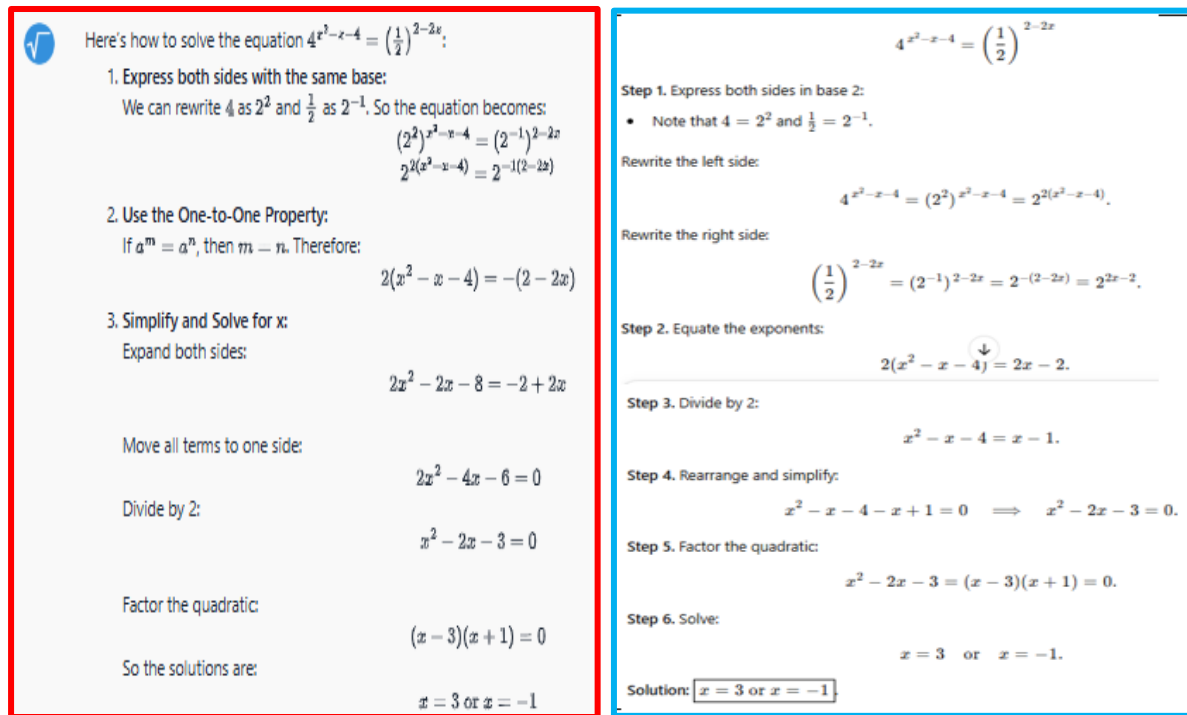 Here's how to solve the equation 4^{x²−x−4} = (1/2)^{2−2x}:
1. Express both sides with the same base:
We can rewrite 4 as 2² and 1/2 as 2⁻¹. So the equation becomes:
(2²)^{x²−x−4} = (2⁻¹)^{2−2x}
2^{2(x²−x−4)} = 2^{−1(2−2x)}
2. Use the One-to-One Property:
If aᵐ = aⁿ, then m = n. Therefore:
2(x² − x − 4) = −(2 − 2x)
3. Simplify and Solve for x:
Expand both sides:
2x² − 2x − 8 = −2 + 2x
Move all terms to one side:
2x² − 4x − 6 = 0
Divide by 2:
x² − 2x − 3 = 0
Factor the quadratic:
(x − 3)(x + 1) = 0
So the solutions are:
x = 3 or x = −1
4^{x²−x−4} = (1/2)^{2−2x}
Step 1. Express both sides in base 2:
• Note that 4 = 2² and 1/2 = 2⁻¹.
Rewrite the left side:
4^{x²−x−4} = (2²)^{x²−x−4} = 2^{2(x²−x−4)}.
Rewrite the right side:
(1/2)^{2−2x} = (2⁻¹)^{2−2x} = 2^{−(2−2x)} = 2^{2x−2}.
Step 2. Equate the exponents:
2(x² − x − 4) = 2x − 2.
Step 3. Divide by 2:
x² − x − 4 = x − 1.
Step 4. Rearrange and simplify:
x² − x − 4 − x + 1 = 0 ⟹ x² − 2x − 3 = 0.
Step 5. Factor the quadratic:
x² − 2x − 3 = (x − 3)(x + 1) = 0.
Step 6. Solve:
x = 3 or x = −1.
Solution: x = 3 or x = −1.